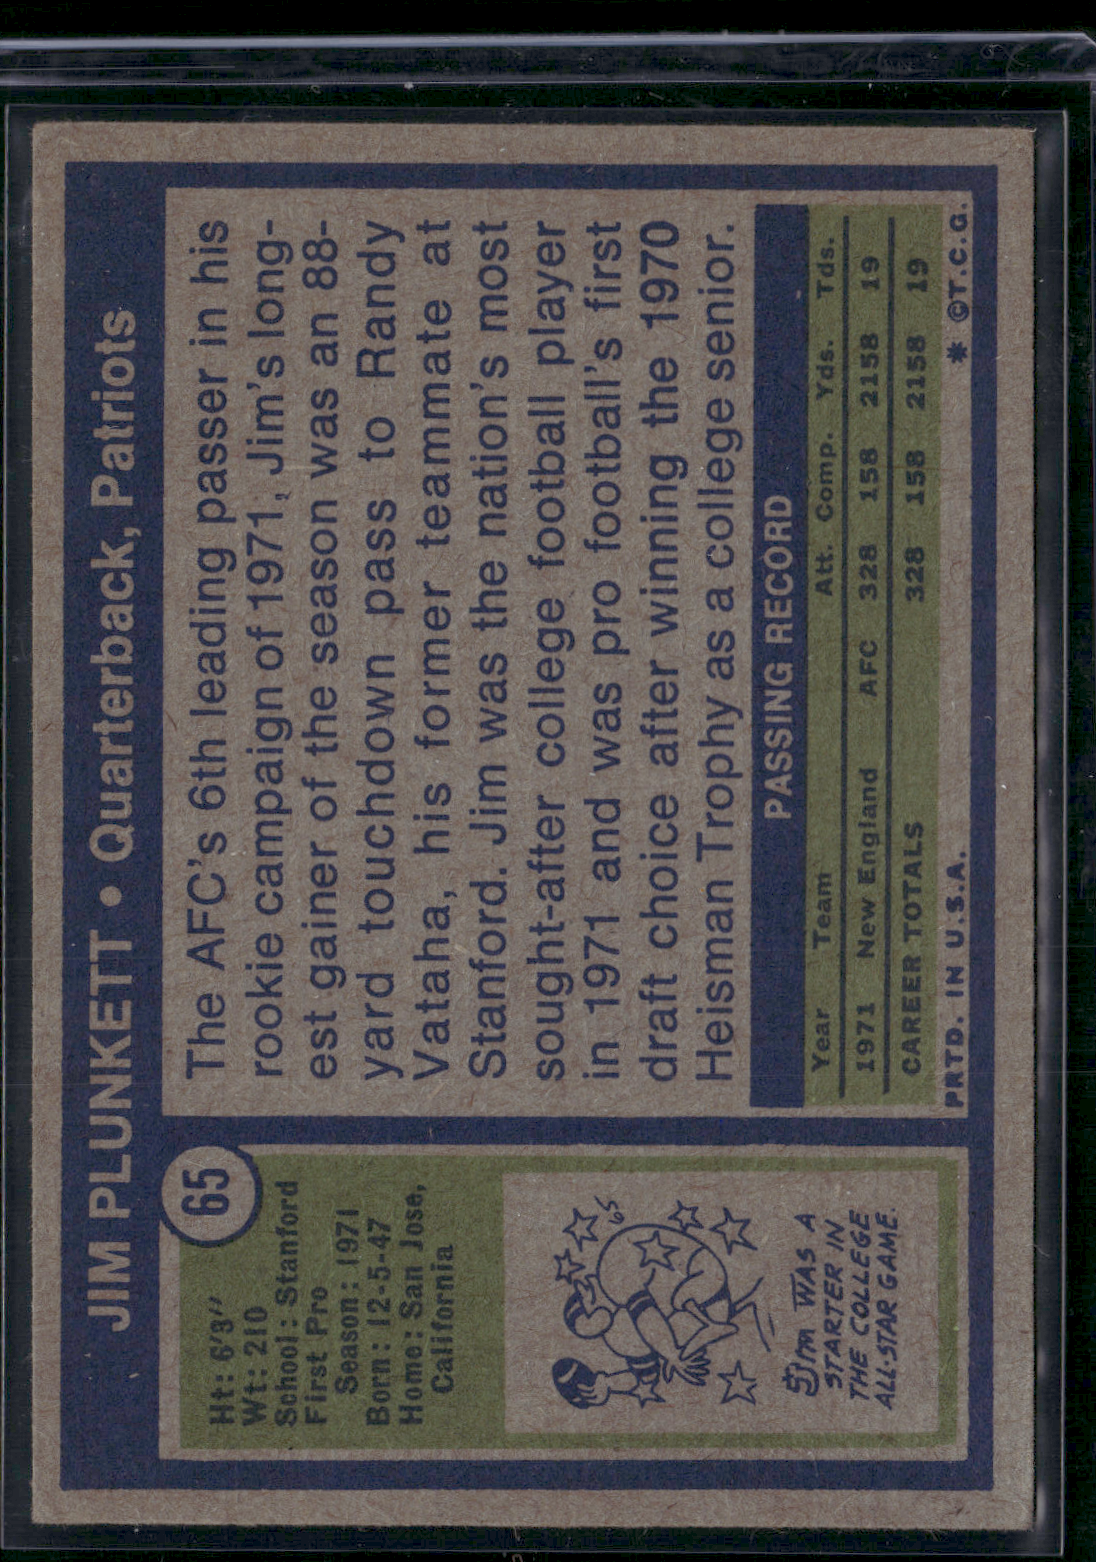 JIM PLUNKETT • Quarterback, Patriots
65
Ht: 6'3"
Wt: 210
School: Stanford
First Pro
Season: 1971
Born: 12-5-47
Home: San Jose,
California
Jim WAS A
STARTER IN
THE COLLEGE
ALL-STAR GAME.
The AFC's 6th leading passer in his
rookie campaign of 1971, Jim's long-
est gainer of the season was an 88-
yard touchdown pass to Randy
Vataha, his former teammate at
Stanford. Jim was the nation's most
sought-after college football player
in 1971 and was pro football's first
draft choice after winning the 1970
Heisman Trophy as a college senior.
PASSING RECORD
Year Team Att. Comp. Yds. Tds.
1971 New England AFC 328 158 2158 19
CAREER TOTALS 328 158 2158 19
PRTD. IN U.S.A. * ©T.C.G.